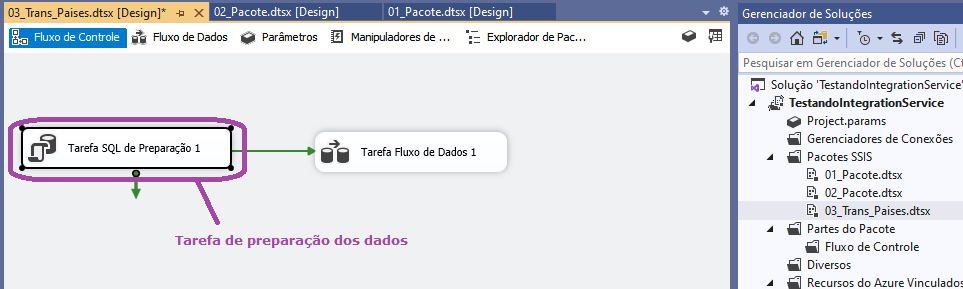 03_Trans_Paises.dtsx [Design]*
02_Pacote.dtsx [Design]
01_Pacote.dtsx [Design]
Fluxo de Controle
Fluxo de Dados
Parâmetros
Manipuladores de ...
Explorador de Pac...
Tarefa SQL de Preparação 1
Tarefa Fluxo de Dados 1
Tarefa de preparação dos dados
Gerenciador de Soluções
Pesquisar em Gerenciador de Soluções (Ct
Solução 'TestandoIntegrationService'
TestandoIntegrationService
Project.params
Gerenciadores de Conexões
Pacotes SSIS
01_Pacote.dtsx
02_Pacote.dtsx
03_Trans_Paises.dtsx
Partes do Pacote
Fluxo de Controle
Diversos
Recursos do Azure Vinculados